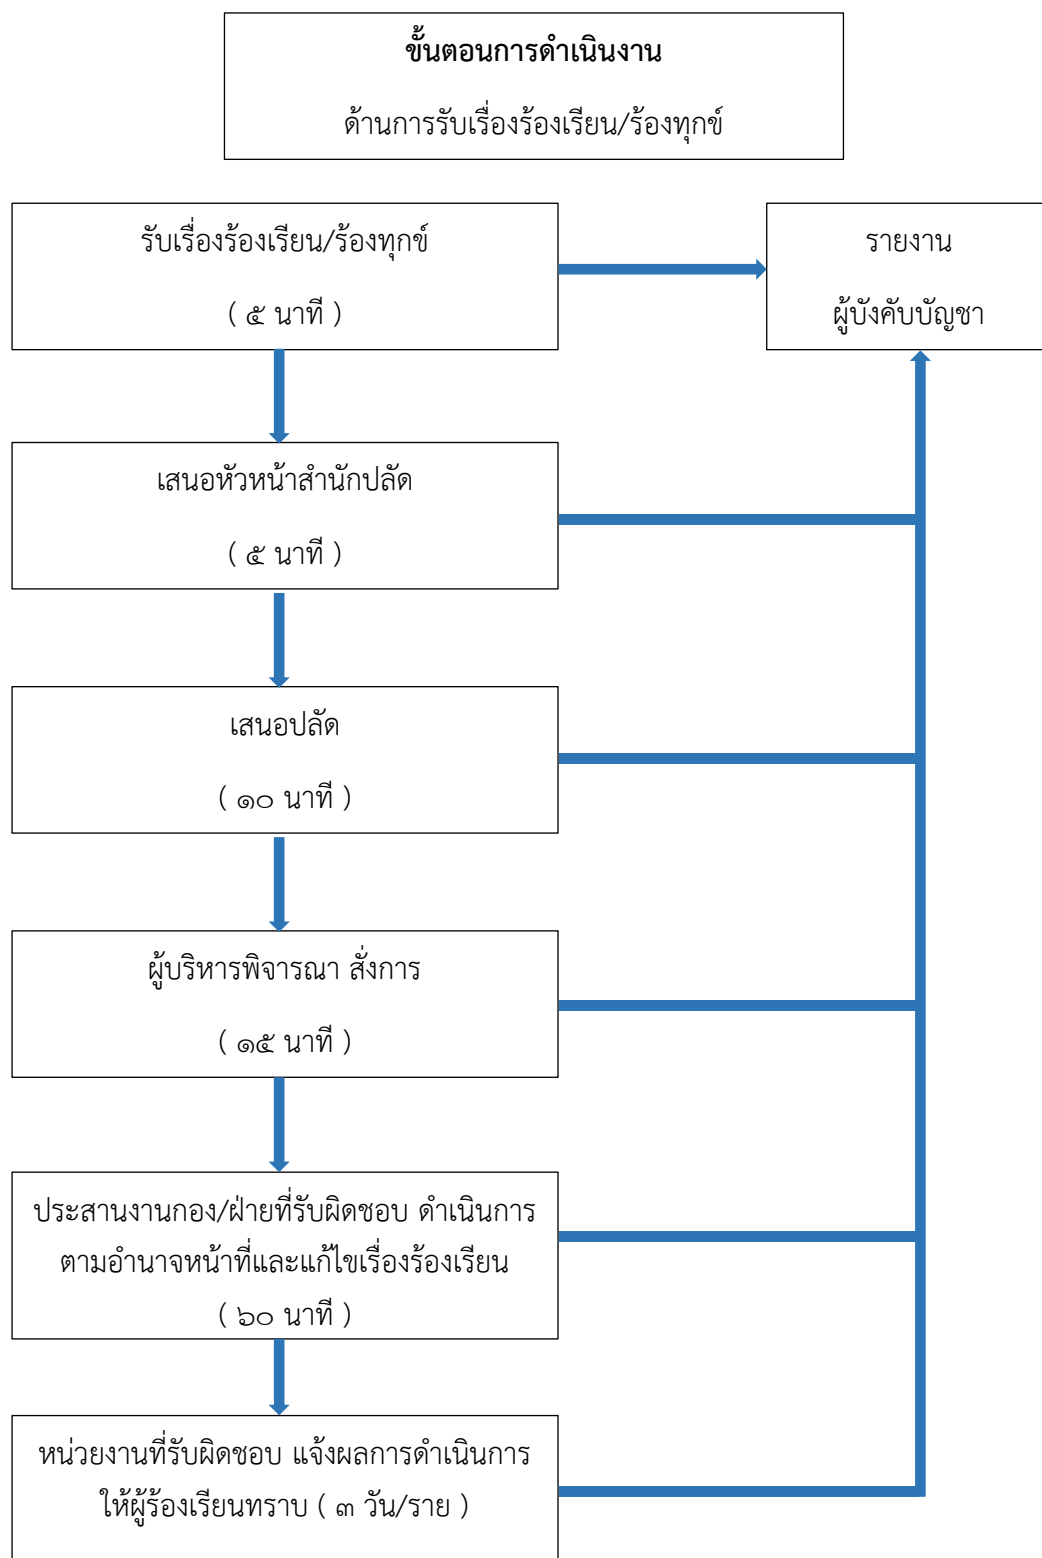 ขั้นตอนการดำเนินงาน
ด้านการรับเรื่องร้องเรียน/ร้องทุกข์
รับเรื่องร้องเรียน/ร้องทุกข์
( ๕ นาที )
รายงาน
ผู้บังคับบัญชา
เสนอหัวหน้าสำนักปลัด
( ๕ นาที )
เสนอปลัด
( ๑๐ นาที )
ผู้บริหารพิจารณา สั่งการ
( ๑๕ นาที )
ประสานงานกอง/ฝ่ายที่รับผิดชอบ ดำเนินการ
ตามอำนาจหน้าที่และแก้ไขเรื่องร้องเรียน
( ๖๐ นาที )
หน่วยงานที่รับผิดชอบ แจ้งผลการดำเนินการ
ให้ผู้ร้องเรียนทราบ ( ๓ วัน/ราย )